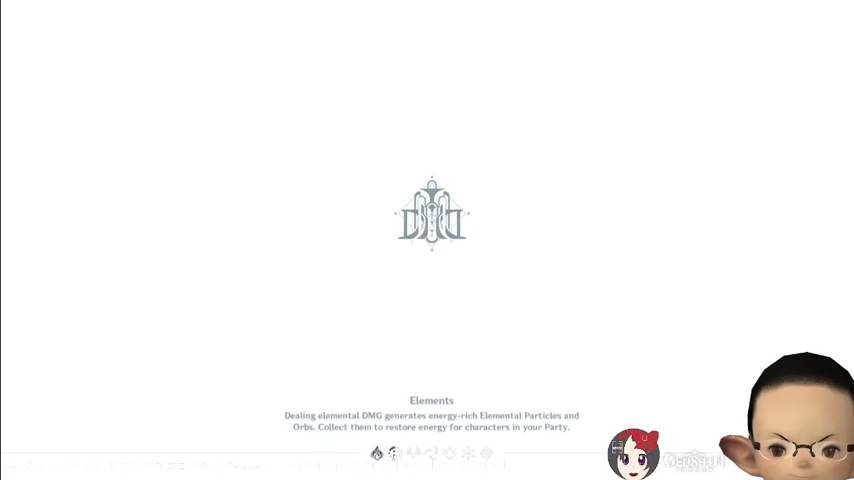 Elements
Dealing elemental DMG generates energy-rich Elemental Particles and
Orbs. Collect them to restore energy for characters in your Party.
GENSHIN